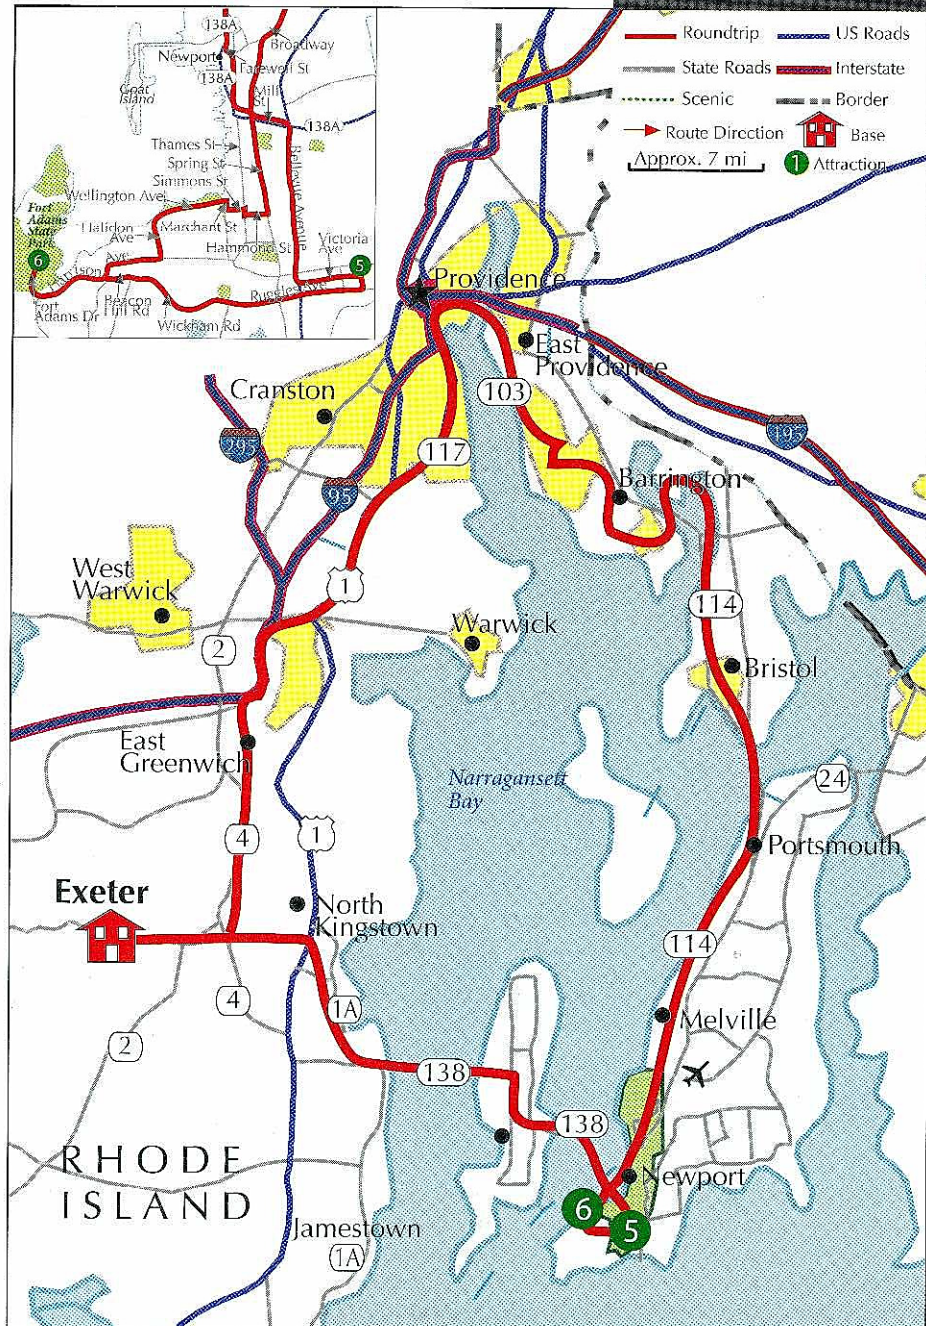 138A
Broadway
Newport
Farewell St
138A
Mill
St
Goat
Island
138A
Thames St
Spring St
Simmons St
Bellevue Avenue
Wellington Ave
Fort
Adams
State
Park
Halidon
Ave
Marchant St
Hammond St
Victoria
Ave
6
5
Harrison Ave
Ruggles Ave
Fort
Adams Dr
Beacon
Hill Rd
Wickham Rd
Roundtrip
US Roads
State Roads
Interstate
Scenic
Border
Route Direction
Base
Approx. 7 mi
1
Attraction
Providence
East
Providence
Cranston
103
195
295
117
95
Barrington
West
Warwick
1
114
2
Warwick
Bristol
East
Greenwich
Narragansett
Bay
24
4
1
Portsmouth
Exeter
North
Kingstown
114
4
1A
Melville
2
138
138
RHODE
ISLAND
Newport
6
5
Jamestown
1A